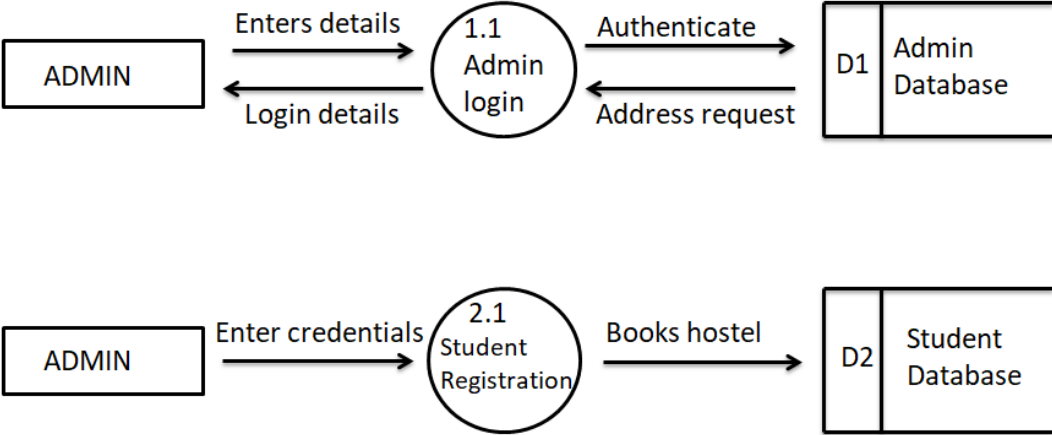 Enters details
1.1
Authenticate
ADMIN
Admin
D1
Admin
Database
login
Login details
Address request
2.1
Enter credentials
Books hostel
ADMIN
Student
Registration
D2
Student
Database